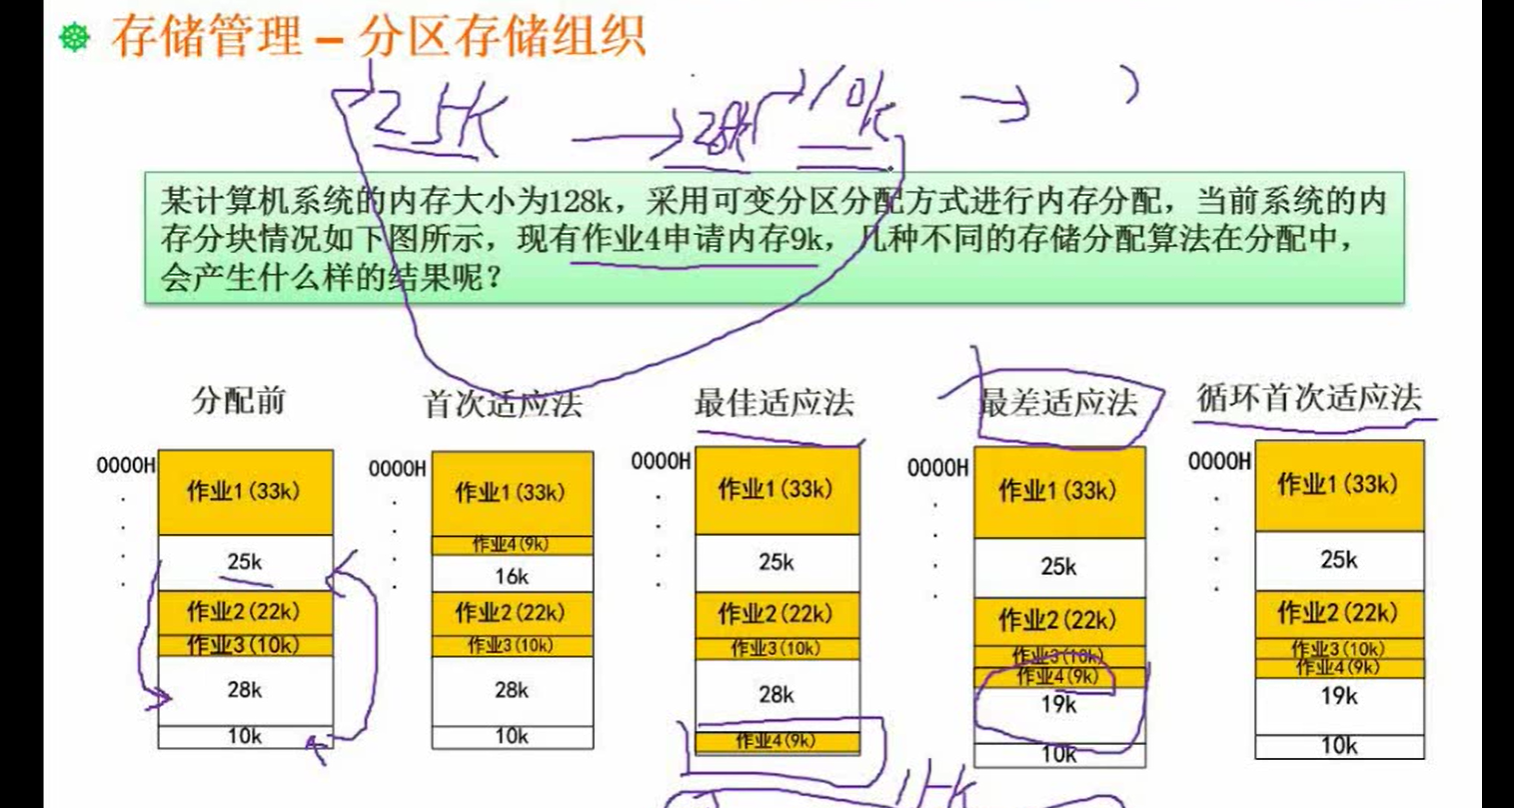 存储管理 – 分区存储组织
25K → 28k → 10k →
某计算机系统的内存大小为128k，采用可变分区分配方式进行内存分配，当前系统的内
存分块情况如下图所示，现有作业4申请内存9k，几种不同的存储分配算法在分配中，
会产生什么样的结果呢？
分配前
0000H
作业1(33k)
25k
作业2(22k)
作业3(10k)
28k
10k
首次适应法
0000H
作业1(33k)
作业4(9k)
16k
作业2(22k)
作业3(10k)
28k
10k
最佳适应法
0000H
作业1(33k)
25k
作业2(22k)
作业3(10k)
28k
作业4(9k)
1K
最差适应法
0000H
作业1(33k)
25k
作业2(22k)
作业3(10k)
作业4(9k)
19k
10k
循环首次适应法
0000H
作业1(33k)
25k
作业2(22k)
作业3(10k)
作业4(9k)
19k
10k